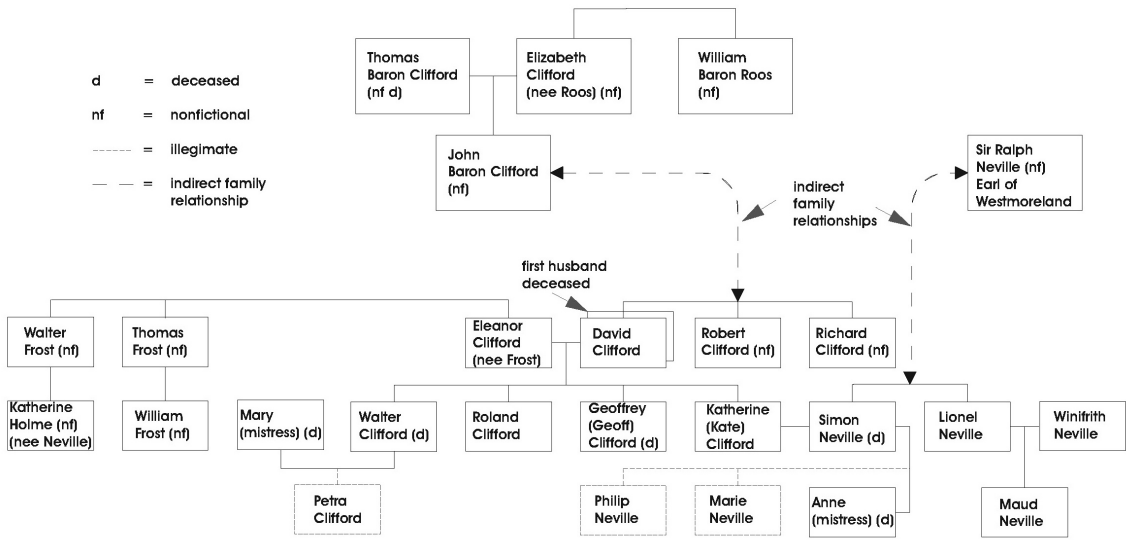 Thomas
Baron Clifford
(nf d)
Elizabeth
Clifford
(nee Roos) (nf)
William
Baron Roos
(nf)
d = deceased
nf = nonfictional
= illegimate
= indirect family
relationship
John
Baron Clifford
(nf)
Sir Ralph
Neville (nf)
Earl of
Westmoreland
indirect
family
relationships
first husband
deceased
Walter
Frost (nf)
Thomas
Frost (nf)
Eleanor
Clifford
(nee Frost)
David
Clifford
Robert
Clifford (nf)
Richard
Clifford (nf)
Katherine
Holme (nf)
(nee Neville)
William
Frost (nf)
Mary
(mistress) (d)
Walter
Clifford (d)
Roland
Clifford
Geoffrey
(Geoff)
Clifford (d)
Katherine
(Kate)
Clifford
Simon
Neville (d)
Lionel
Neville
Winifrith
Neville
Petra
Clifford
Philip
Neville
Marie
Neville
Anne
(mistress) (d)
Maud
Neville